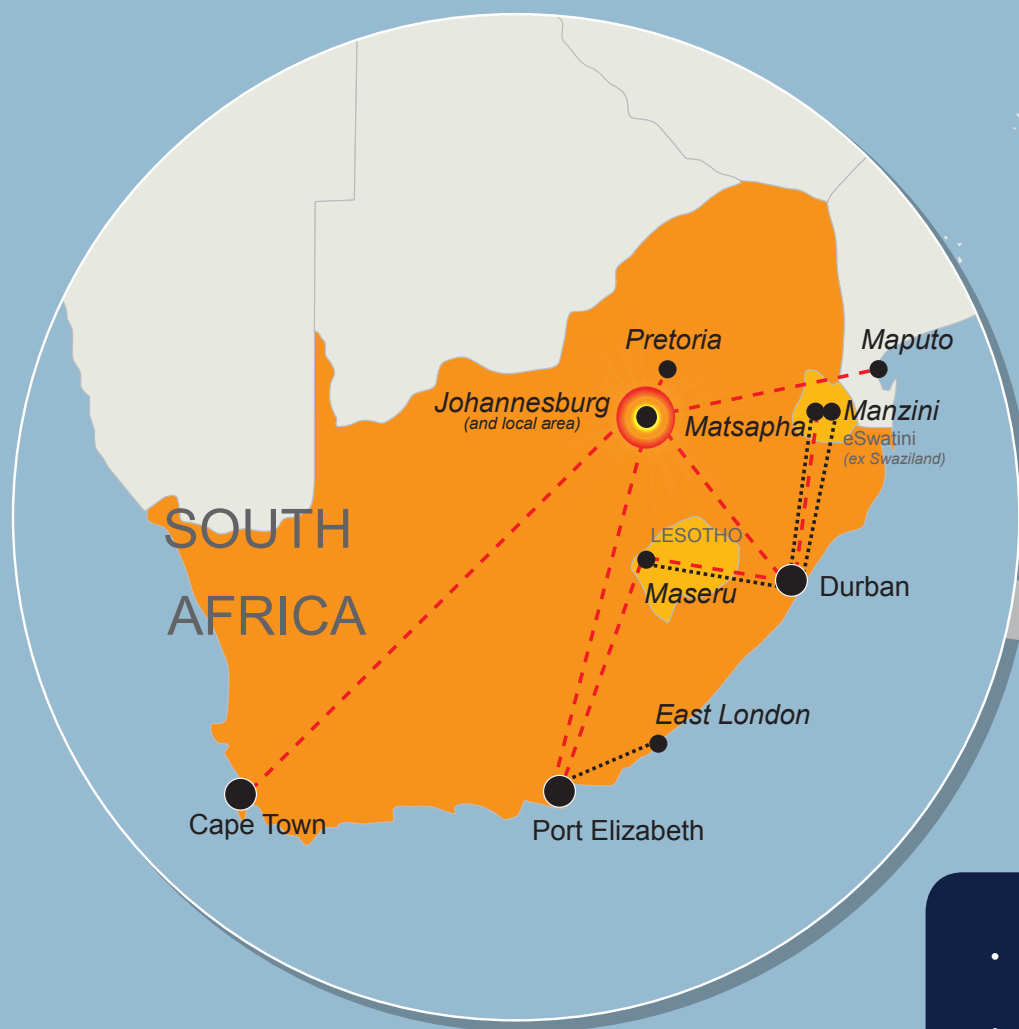 Pretoria
Maputo
Johannesburg
(and local area)
Matsapha
Manzini
eSwatini
(ex Swaziland)
SOUTH
AFRICA
LESOTHO
Maseru
Durban
East London
Cape Town
Port Elizabeth